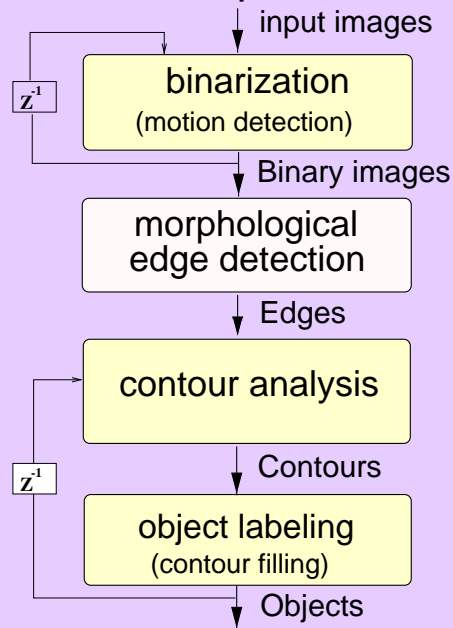 input images
binarization
(motion detection)
Z-1
Binary images
morphological
edge detection
Edges
contour analysis
Contours
Z-1
object labeling
(contour filling)
Objects